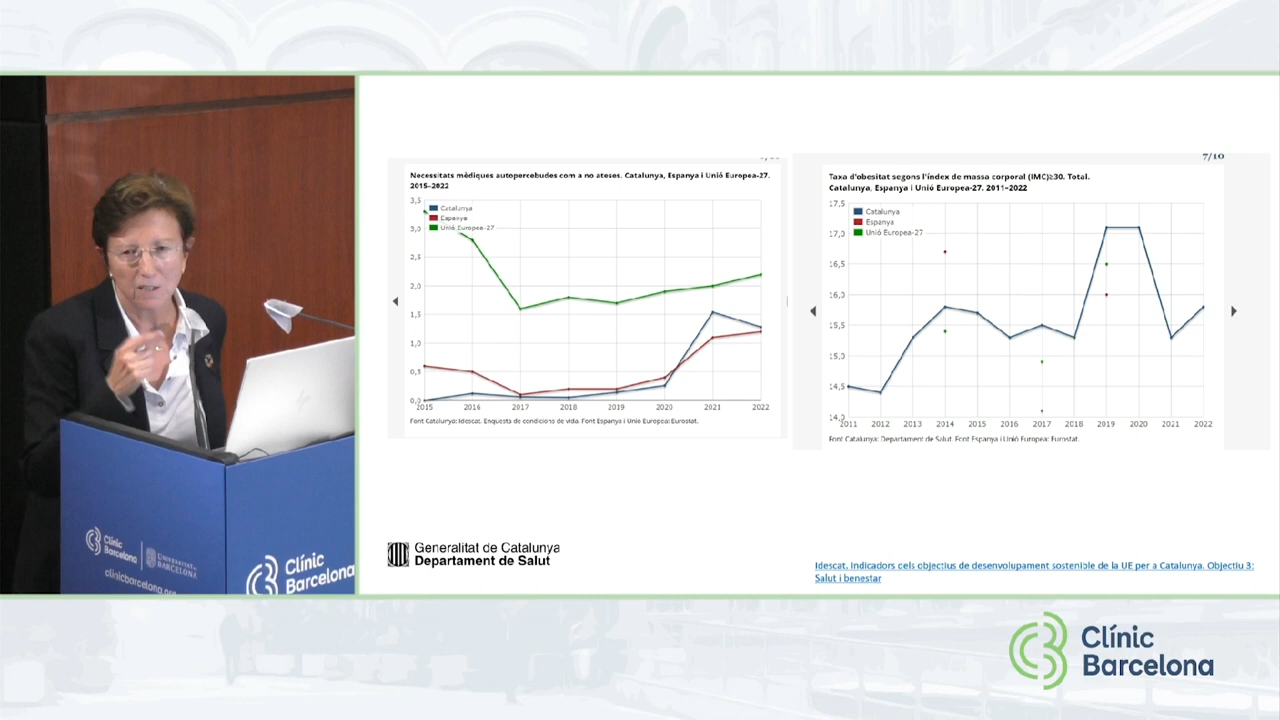 Necessitats mèdiques autopercebudes com a no ateses. Catalunya, Espanya i Unió Europea-27.
2015-2022
3,5
3,0
2,5
2,0
1,5
1,0
0,5
0,0
Catalunya
Espanya
Unió Europea-27
2015 2016 2017 2018 2019 2020 2021 2022
Font Catalunya: Idescat. Enquesta de condicions de vida. Font Espanya i Unió Europea: Eurostat.
7/10
Taxa d'obesitat segons l'índex de massa corporal (IMC)≥30. Total.
Catalunya, Espanya i Unió Europea-27. 2011-2022
17,5
17,0
16,5
16,0
15,5
15,0
14,5
14,0
Catalunya
Espanya
Unió Europea-27
2011 2012 2013 2014 2015 2016 2017 2018 2019 2020 2021 2022
Font Catalunya: Departament de Salut. Font Espanya i Unió Europea: Eurostat.
Generalitat de Catalunya
Departament de Salut
Idescat. Indicadors dels objectius de desenvolupament sostenible de la UE per a Catalunya. Objectiu 3:
Salut i benestar
Clínic
Barcelona
UNIVERSITAT DE
BARCELONA
clinicbarcelona.org
Clínic
Barcelona
Clínic
Barcelona